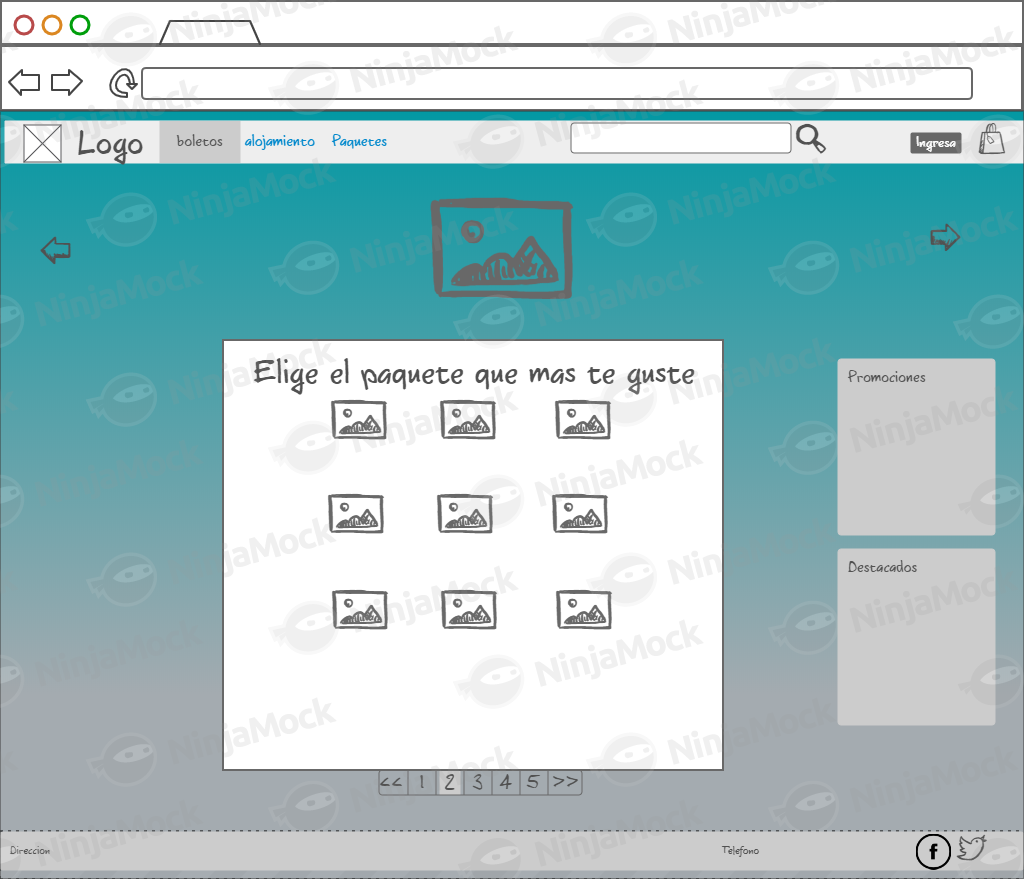 Logo
boletos alojamiento Paquetes
Ingresa
Elige el paquete que mas te guste
Promociones
Destacados
<< 1 2 3 4 5 >>
Direccion
Telefono
f
NinjaMock